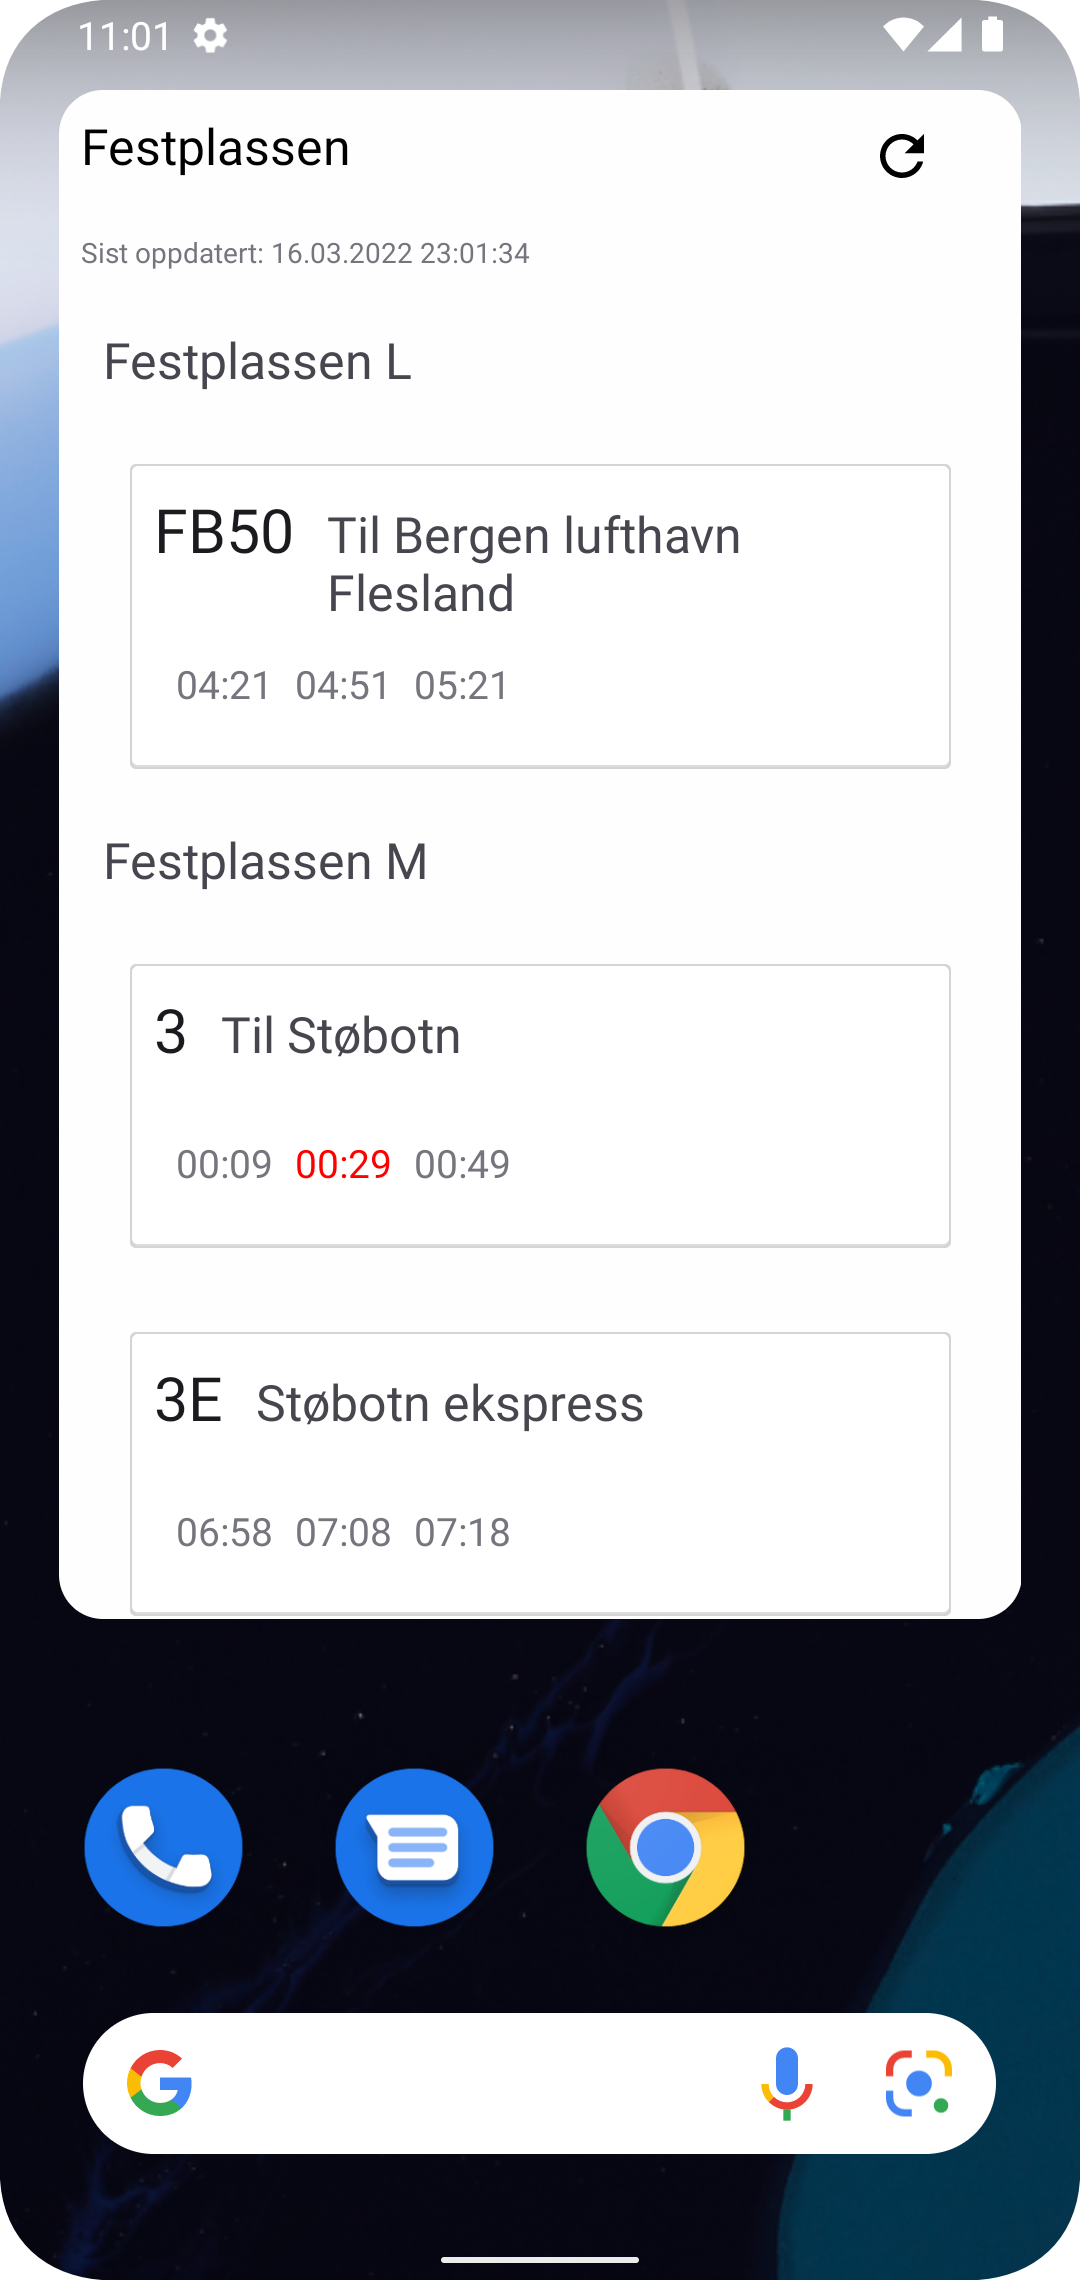 11:01
Festplassen
Sist oppdatert: 16.03.2022 23:01:34
Festplassen L
FB50 Til Bergen lufthavn
Flesland
04:21 04:51 05:21
Festplassen M
3 Til Støbotn
00:09 00:29 00:49
3E Støbotn ekspress
06:58 07:08 07:18